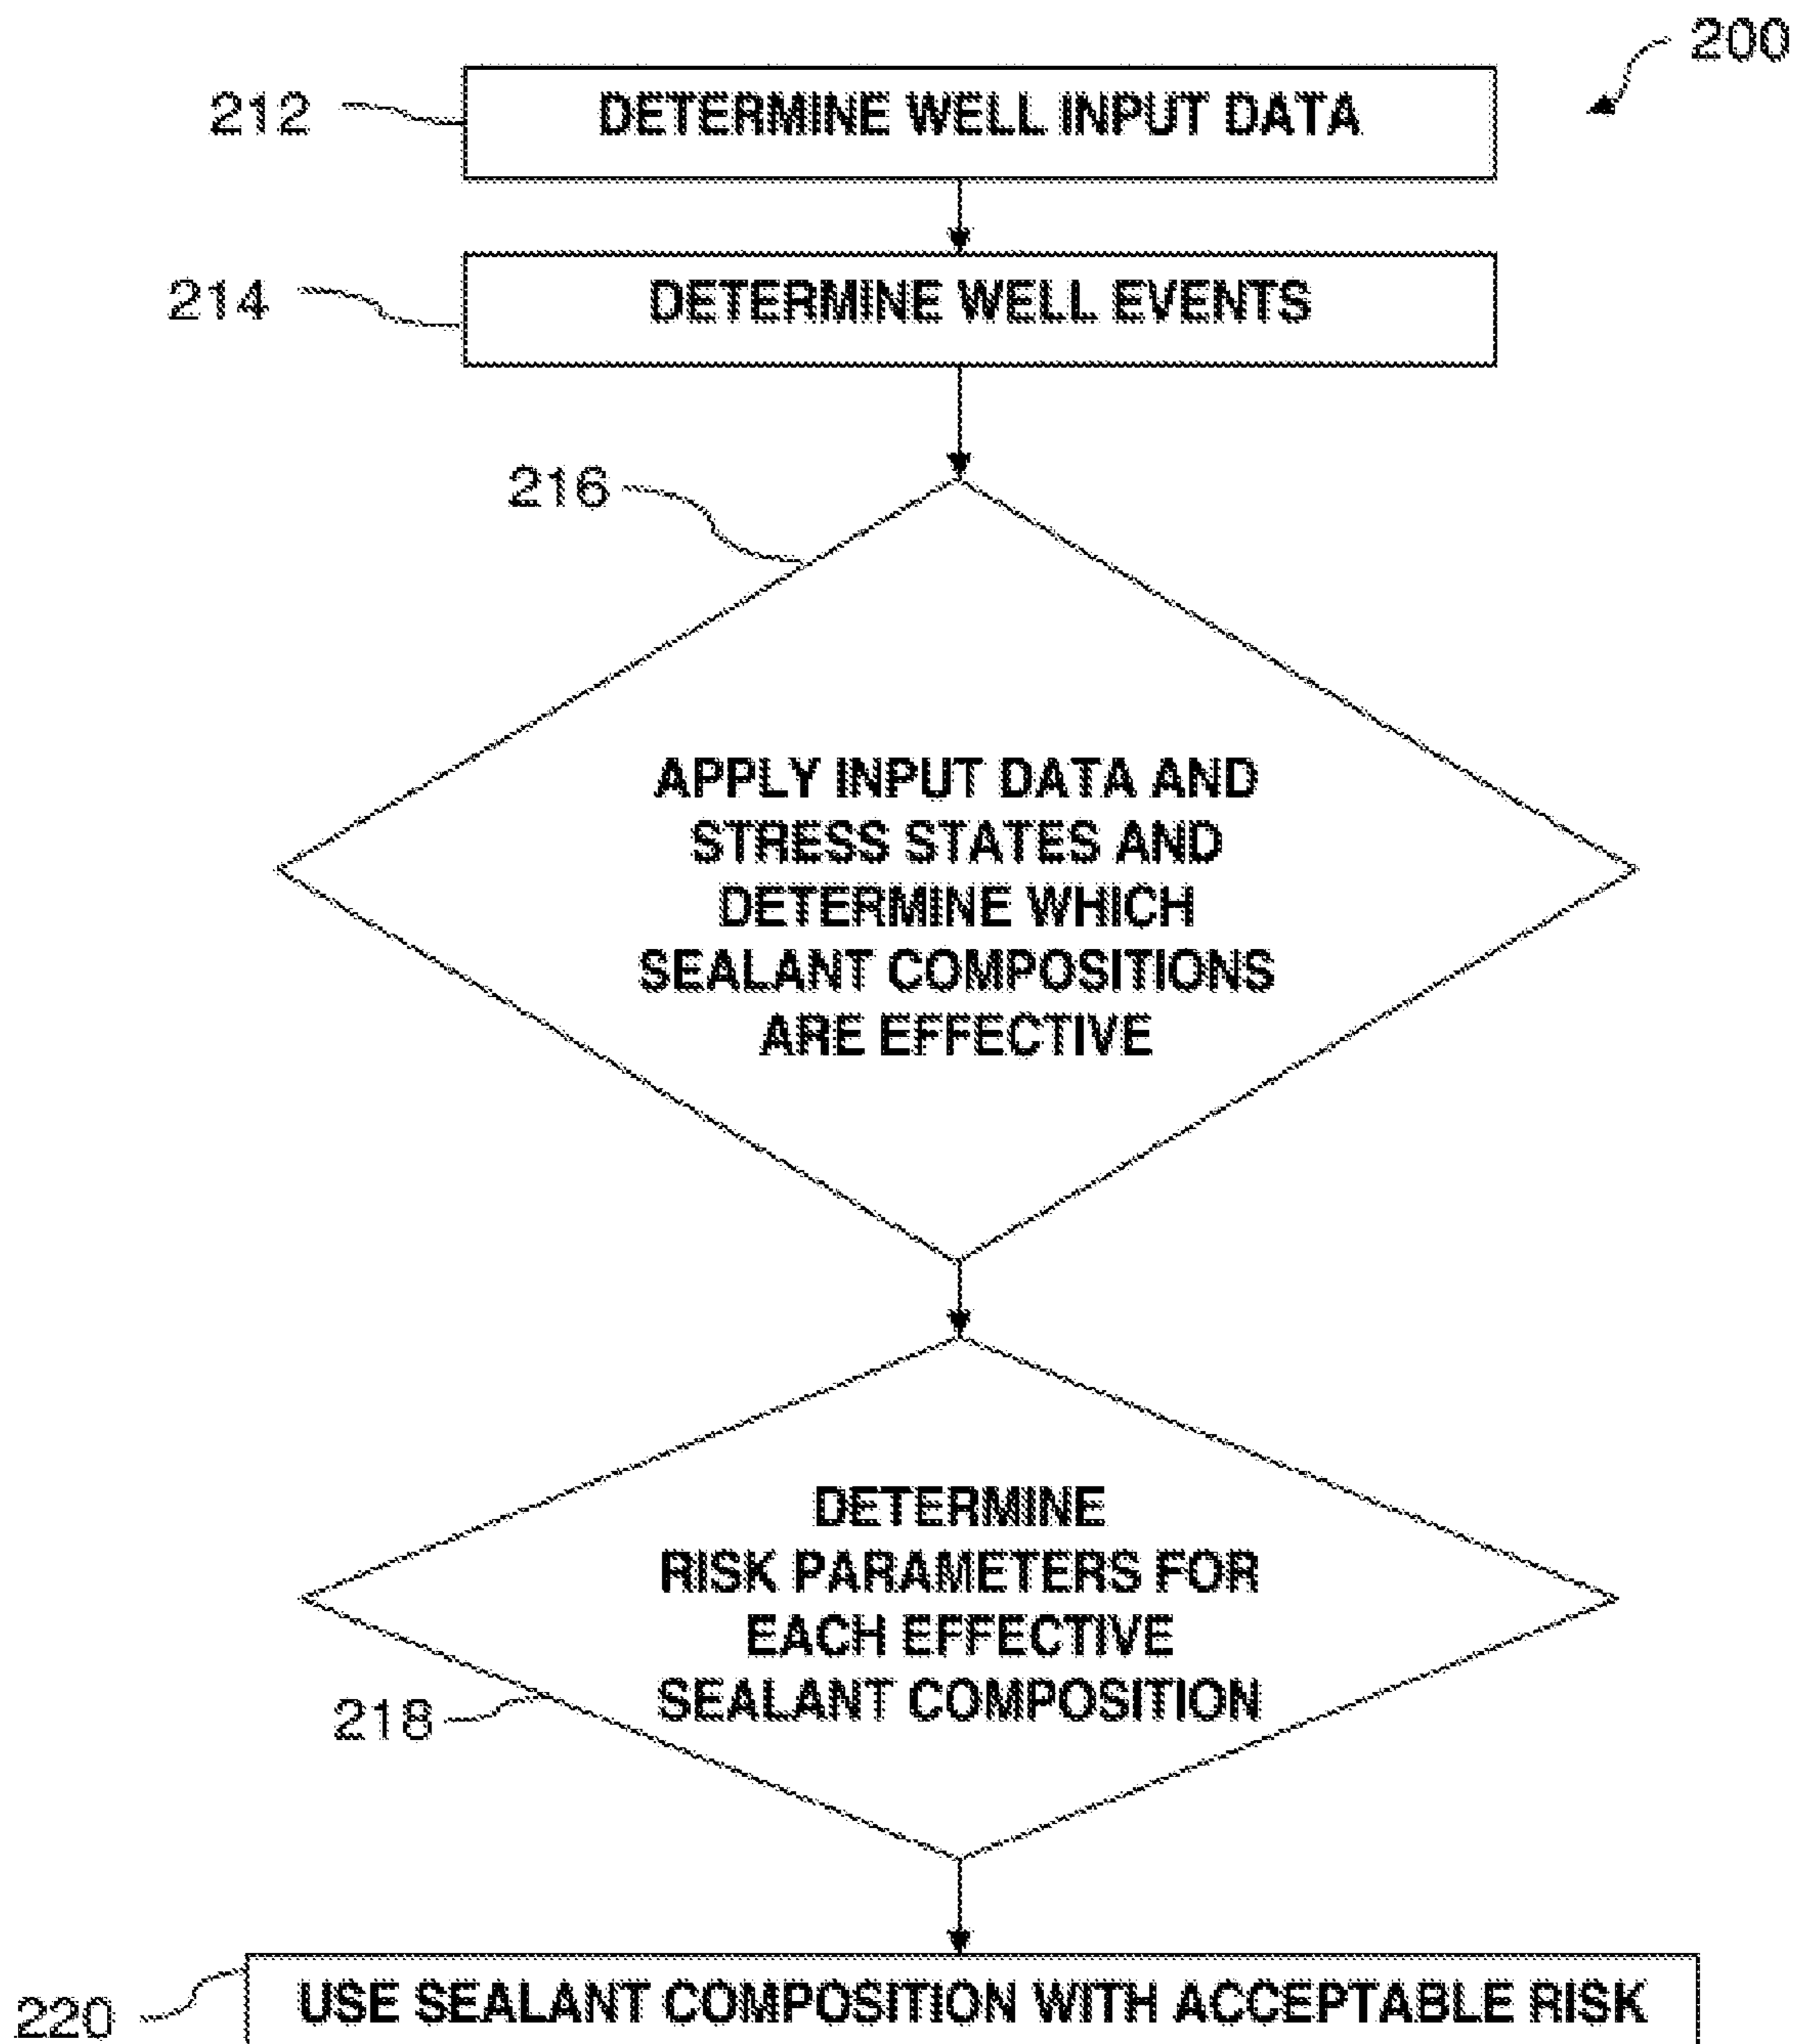 200
212
DETERMINE WELL INPUT DATA
214
DETERMINE WELL EVENTS
216
APPLY INPUT DATA AND
STRESS STATES AND
DETERMINE WHICH
SEALANT COMPOSITIONS
ARE EFFECTIVE
DETERMINE
RISK PARAMETERS FOR
EACH EFFECTIVE
SEALANT COMPOSITION
218
220
USE SEALANT COMPOSITION WITH ACCEPTABLE RISK